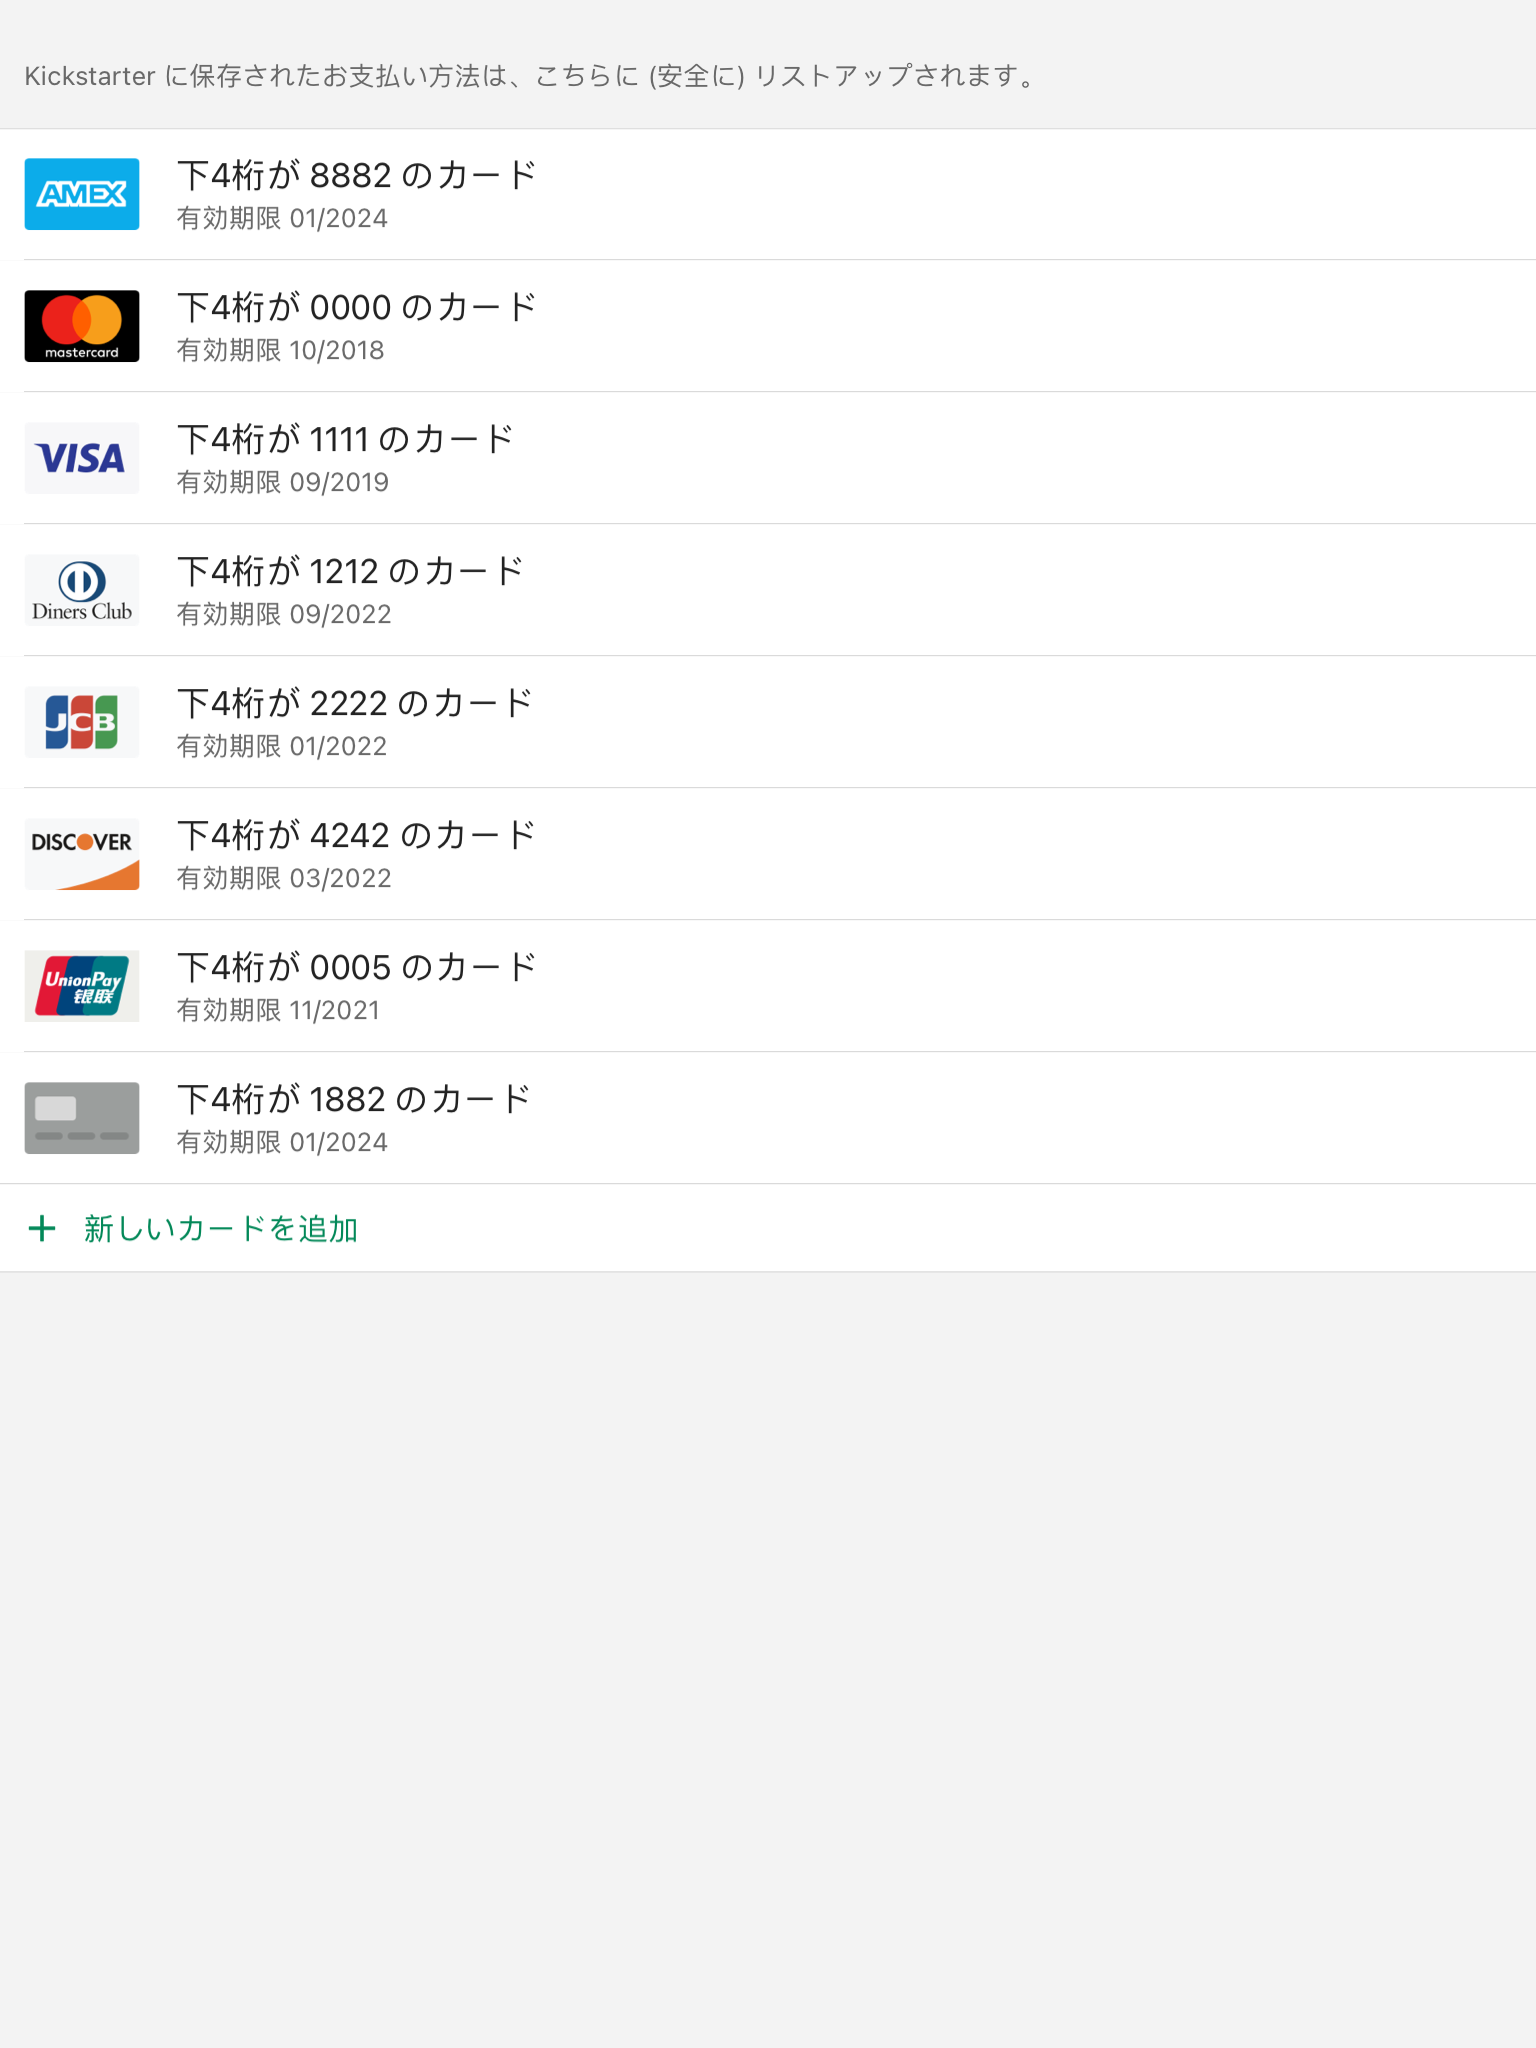 Kickstarter に保存されたお支払い方法は、こちらに (安全に) リストアップされます。
AMEX
下4桁が 8882 のカード
有効期限 01/2024
mastercard
下4桁が 0000 のカード
有効期限 10/2018
VISA
下4桁が 1111 のカード
有効期限 09/2019
Diners Club
下4桁が 1212 のカード
有効期限 09/2022
JCB
下4桁が 2222 のカード
有効期限 01/2022
DISCOVER
下4桁が 4242 のカード
有効期限 03/2022
UnionPay
银联
下4桁が 0005 のカード
有効期限 11/2021
下4桁が 1882 のカード
有効期限 01/2024
+ 新しいカードを追加